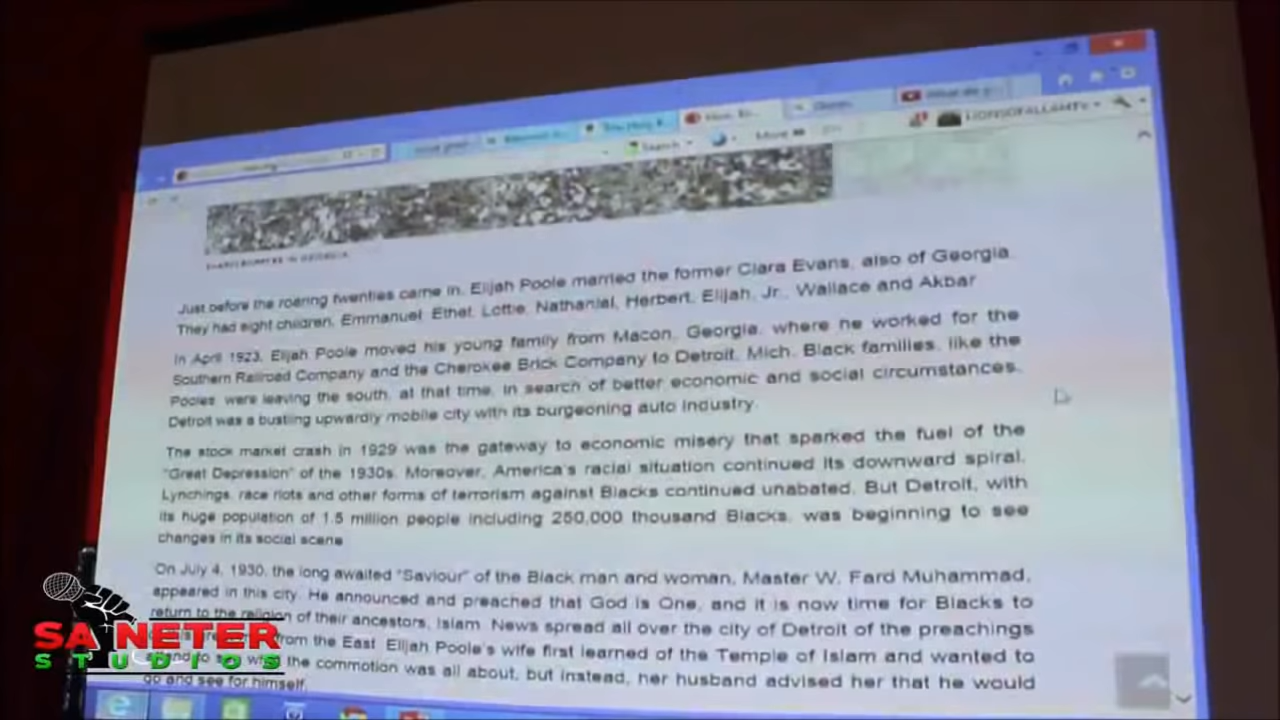 LIONSOFALLAHTV
Search
More
SHARECROPPERS IN GEORGIA
Just before the roaring twenties came in, Elijah Poole married the former Clara Evans, also of Georgia.
They had eight children, Emmanuel, Ethel, Lottie, Nathaniel, Herbert, Elijah, Jr., Wallace and Akbar
In April 1923, Elijah Poole moved his young family from Macon, Georgia, where he worked for the
Southern Railroad Company and the Cherokee Brick Company to Detroit, Mich. Black families, like the
Pooles, were leaving the south, at that time, in search of better economic and social circumstances.
Detroit was a bustling upwardly mobile city with its burgeoning auto industry.
The stock market crash in 1929 was the gateway to economic misery that sparked the fuel of the
"Great Depression" of the 1930s. Moreover, America's racial situation continued its downward spiral.
Lynchings, race riots and other forms of terrorism against Blacks continued unabated. But Detroit, with
its huge population of 1.5 million people including 250,000 thousand Blacks, was beginning to see
changes in its social scene.
On July 4, 1930, the long awaited "Saviour" of the Black man and woman, Master W. Fard Muhammad,
appeared in this city. He announced and preached that God is One, and it is now time for Blacks to
return to the religion of their ancestors, Islam. News spread all over the city of Detroit of the preachings
from the East. Elijah Poole's wife first learned of the Temple of Islam and wanted to
the commotion was all about, but instead, her husband advised her that he would
go and see for himself.
SA NETER
STUDIOS